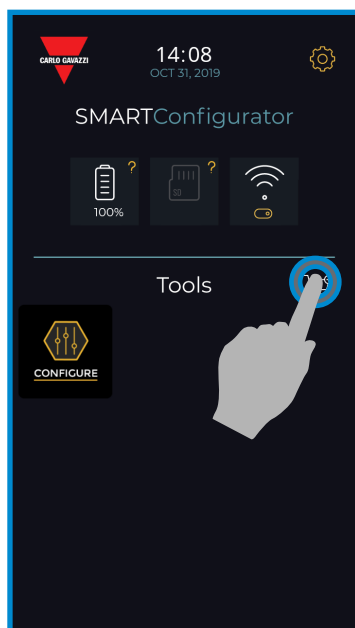 CARLO GAVAZZI
14:08
OCT 31, 2019
SMARTConfigurator
?
?
SD
100%
Tools
CONFIGURE